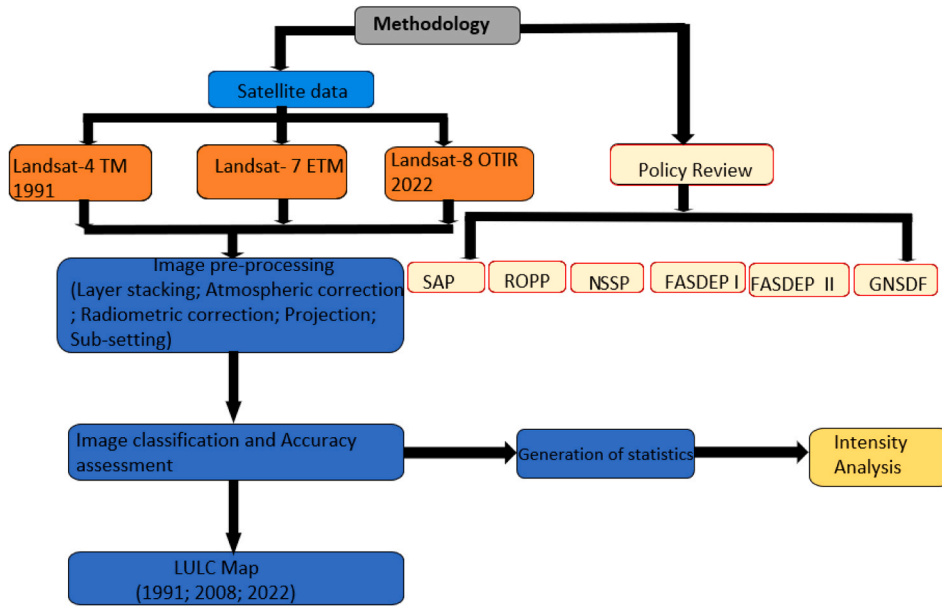 Methodology
Satellite data
Landsat-4 TM
1991
Landsat- 7 ETM
Landsat-8 OTIR
2022
Policy Review
Image pre-processing
(Layer stacking; Atmospheric correction
; Radiometric correction; Projection;
Sub-setting)
SAP
ROPP
NSSP
FASDEP I
FASDEP II
GNSDF
Image classification and Accuracy
assessment
Generation of statistics
Intensity
Analysis
LULC Map
(1991; 2008; 2022)